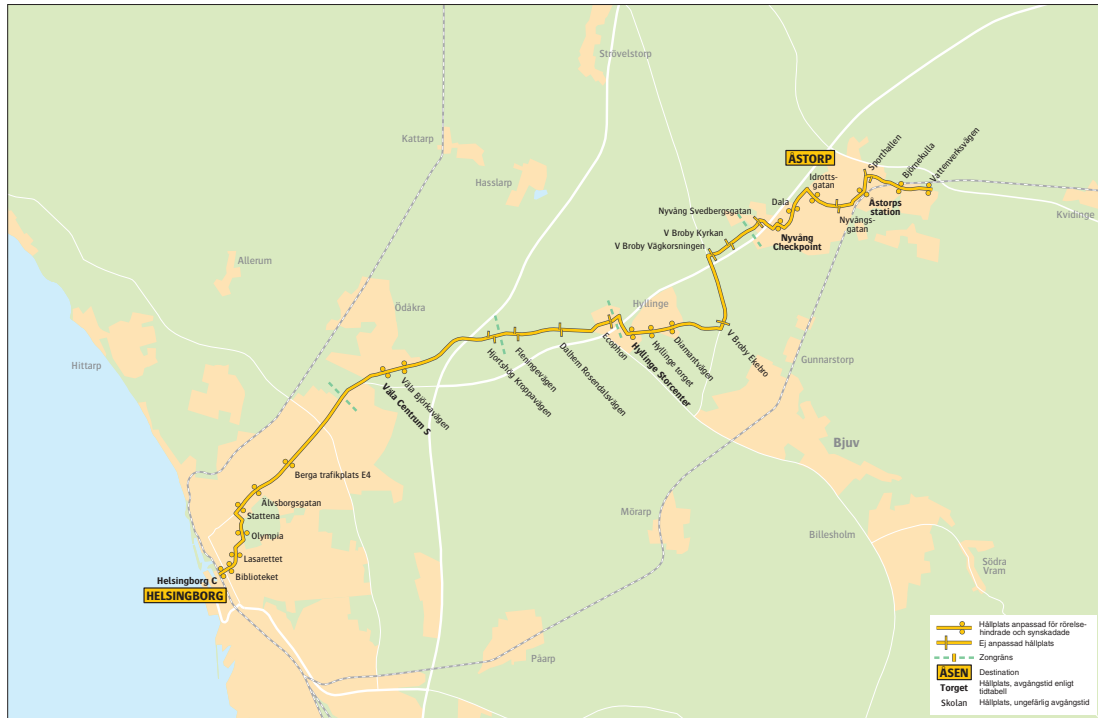 Strövelstorp
Kattarp
Hasslarp
ÅSTORP
Sporthallen
Björnekulla
Vattenverksvägen
Idrotts-
gatan
Dala
Åstorps
station
Nyvångs-
gatan
Kvidinge
Nyvång Svedbergsgatan
Nyvång
Checkpoint
V Broby Kyrkan
V Broby Vägkorsningen
Allerum
Ödåkra
Hyllinge
Hittarp
Hjortshög Kroppavägen
Fleningevägen
Dalhem Rosendalsvägen
Ecophon
Hyllinge Storcenter
Hyllinge torget
Diamantvägen
V Broby Ekebro
Gunnarstorp
Väla Centrum S
Väla Björkavägen
Bjuv
Berga trafikplats E4
Älvsborgsgatan
Stattena
Mörarp
Olympia
Billesholm
Lasarettet
Södra
Vram
Helsingborg C
Biblioteket
HELSINGBORG
Påarp
Hållplats anpassad för rörelse-
hindrade och synskadade
Ej anpassad hållplats
Zongräns
ÅSEN Destination
Torget Hållplats, avgångstid enligt
tidtabell
Skolan Hållplats, ungefärlig avgångstid